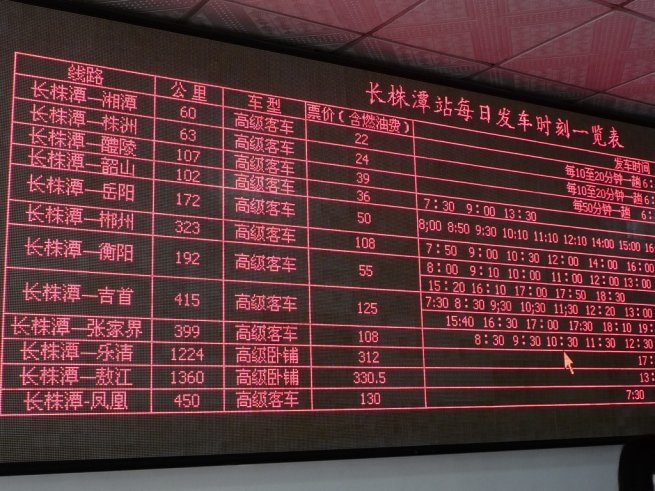 长株潭站每日发车时刻一览表
线路 公里 车型 票价(含燃油费) 发车时间
长株潭—湘潭 60 高级客车 22 每10至20分钟一趟 6:
长株潭—株洲 63 高级客车 24 每10至20分钟一趟 6:
长株潭—醴陵 107 高级客车 39 每50分钟一趟 6:
长株潭—韶山 102 高级客车 36 7:30 9:00 13:30
长株潭—岳阳 172 高级客车 50 8;00 8:50 9:30 10:10 11:10 12:10 14:00 15:00
长株潭—郴州 323 高级客车 108 7:50 9:00 10:30 12:00 14:00 16:00
长株潭—衡阳 192 高级客车 55 8:00 9:10 10:00 11:00 12:00 13:00
15:20 16:10 17:00 17:50 18:30
长株潭—吉首 415 高级客车 125 7:30 8:30 9;30 10;30 11;30 12:20 13:00
15:40 16:30 17:00 17:30 18:10 19:
长株潭—张家界 399 高级客车 108 8:30 9:30 10:30 11:30 12:30
长株潭—乐清 1224 高级卧铺 312 17:
长株潭—敖江 1360 高级卧铺 330.5 13:
长株潭-凤凰 450 高级客车 130 7:30